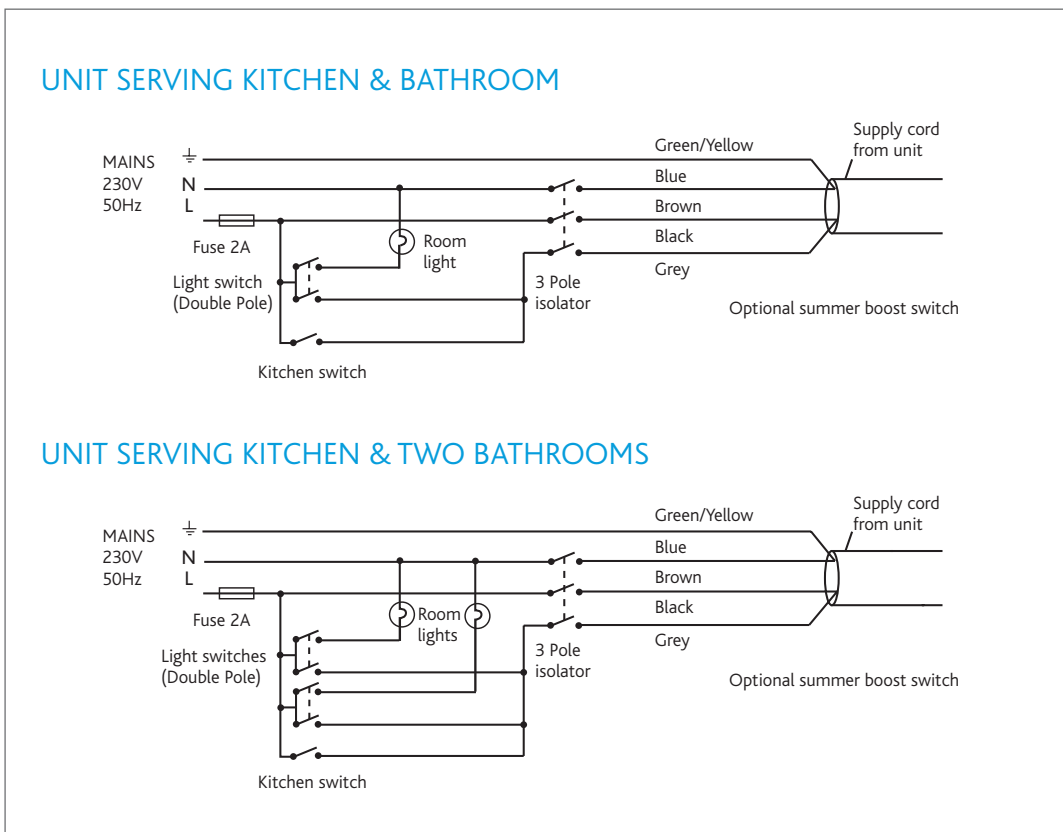 UNIT SERVING KITCHEN & BATHROOM
Supply cord
from unit
Green/Yellow
MAINS
230V
50Hz
N
L
Blue
Brown
Fuse 2A
Room
light
Black
Grey
Light switch
(Double Pole)
3 Pole
isolator
Optional summer boost switch
Kitchen switch
UNIT SERVING KITCHEN & TWO BATHROOMS
Supply cord
from unit
Green/Yellow
MAINS
230V
50Hz
N
L
Blue
Brown
Fuse 2A
Room
lights
Black
Grey
Light switches
(Double Pole)
3 Pole
isolator
Optional summer boost switch
Kitchen switch